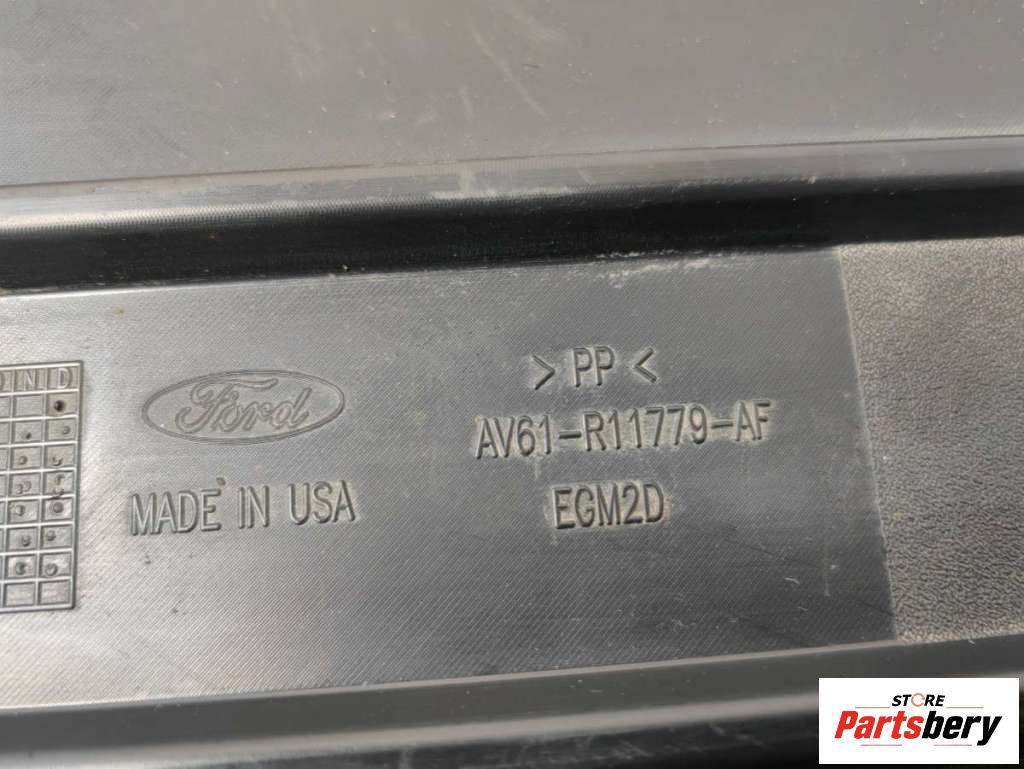 > PP <
Ford
AV61-R11779-AF
MADE IN USA
EGM2D
N D
STORE
Partsbery